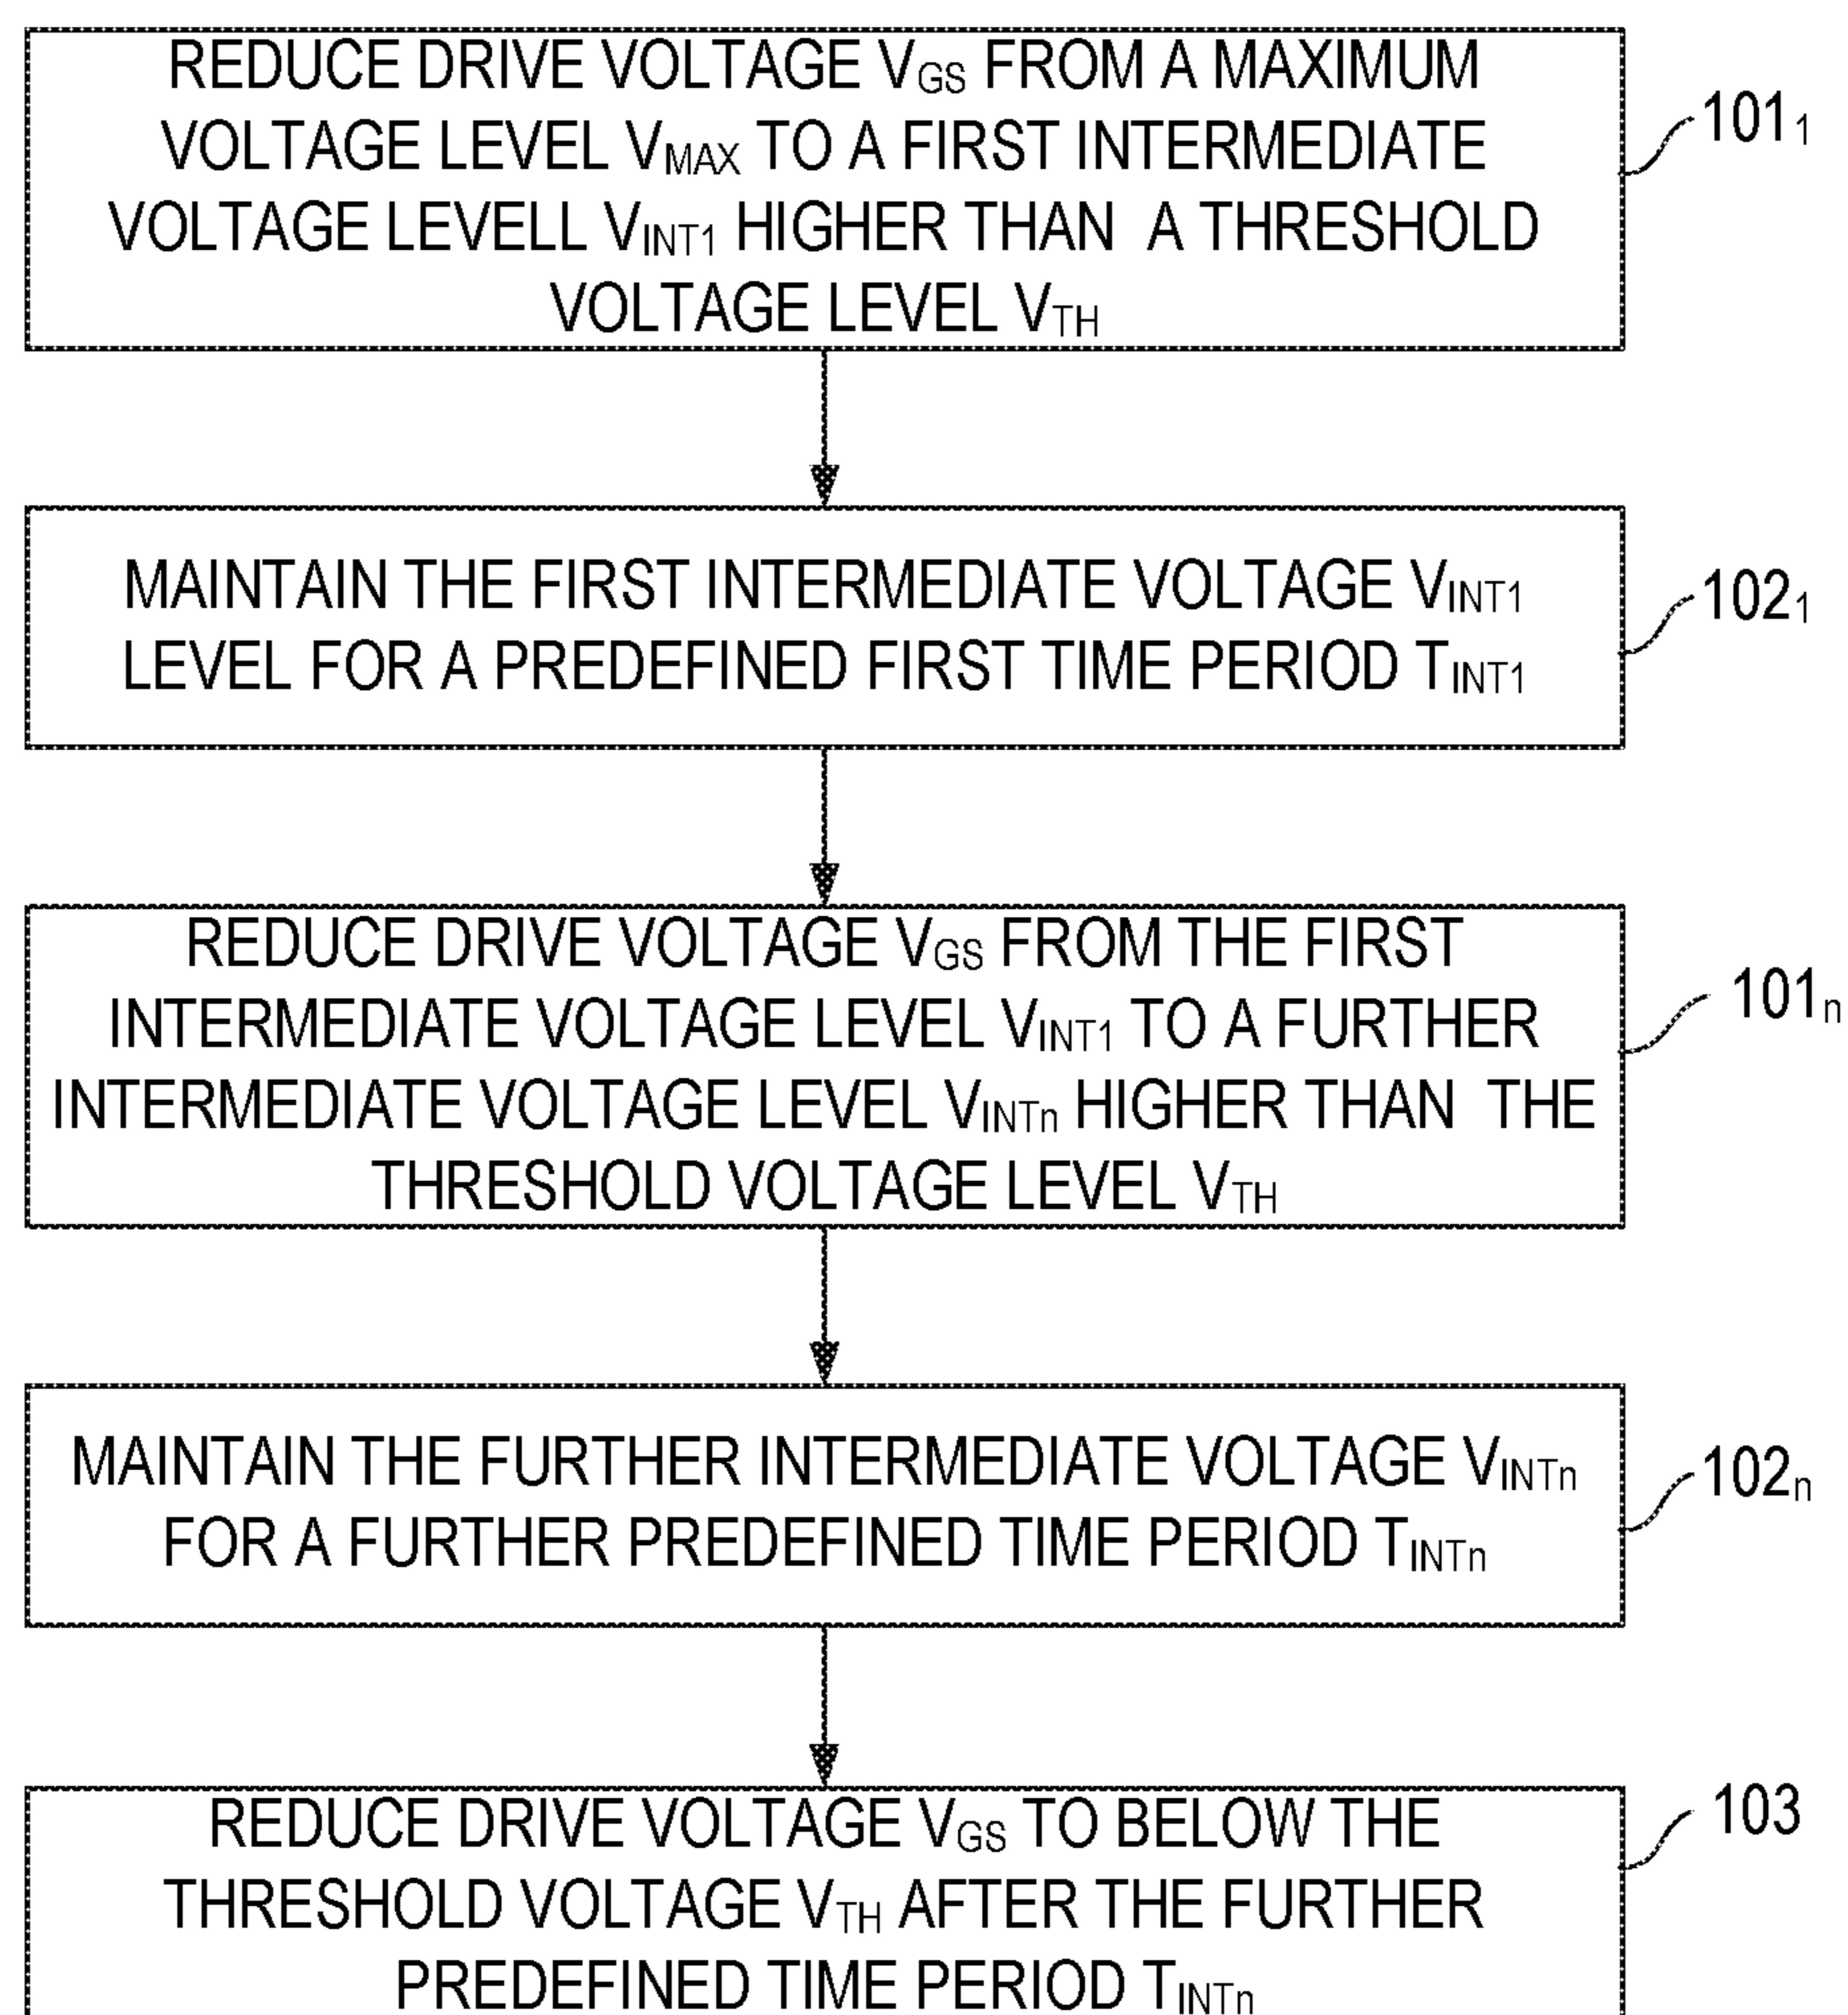 REDUCE DRIVE VOLTAGE VGS FROM A MAXIMUM
VOLTAGE LEVEL VMAX TO A FIRST INTERMEDIATE
VOLTAGE LEVELL VINT1 HIGHER THAN A THRESHOLD
VOLTAGE LEVEL VTH
101₁
MAINTAIN THE FIRST INTERMEDIATE VOLTAGE VINT1
LEVEL FOR A PREDEFINED FIRST TIME PERIOD TINT1
102₁
REDUCE DRIVE VOLTAGE VGS FROM THE FIRST
INTERMEDIATE VOLTAGE LEVEL VINT1 TO A FURTHER
INTERMEDIATE VOLTAGE LEVEL VINTn HIGHER THAN THE
THRESHOLD VOLTAGE LEVEL VTH
101ₙ
MAINTAIN THE FURTHER INTERMEDIATE VOLTAGE VINTn
FOR A FURTHER PREDEFINED TIME PERIOD TINTn
102ₙ
REDUCE DRIVE VOLTAGE VGS TO BELOW THE
THRESHOLD VOLTAGE VTH AFTER THE FURTHER
PREDEFINED TIME PERIOD TINTn
103